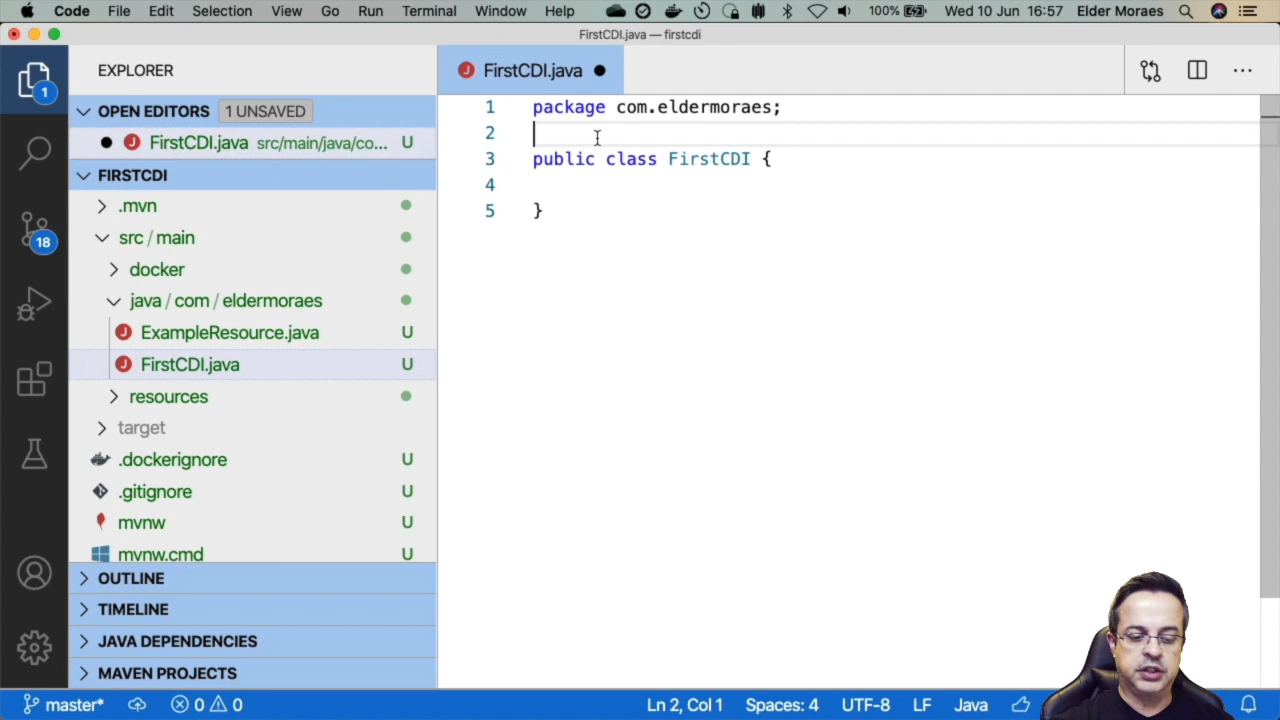 Code File Edit Selection View Go Run Terminal Window Help 100% Wed 10 Jun 16:57 Elder Moraes
FirstCDI.java — firstcdi
EXPLORER
OPEN EDITORS 1 UNSAVED
FirstCDI.java src/main/java/co... U
FIRSTCDI
.mvn
src / main
docker
java / com / eldermoraes
ExampleResource.java U
FirstCDI.java U
resources
target
.dockerignore U
.gitignore U
mvnw U
mvnw.cmd U
OUTLINE
TIMELINE
JAVA DEPENDENCIES
MAVEN PROJECTS
1
18
FirstCDI.java
1 package com.eldermoraes;
2
3 public class FirstCDI {
4
5 }
master* 0 0 Ln 2, Col 1 Spaces: 4 UTF-8 LF Java